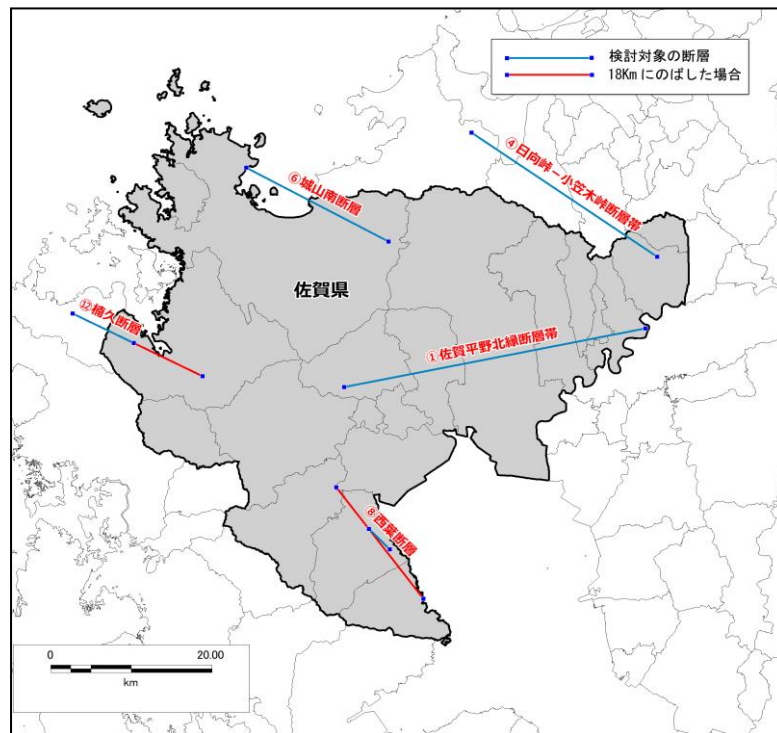 検討対象の断層
18Kmにのばした場合
④日向峠－小笠木峠断層帯
⑥城山南断層
佐賀県
⑫楠久断層
①佐賀平野北縁断層帯
⑧西葉断層
0 20.00
km